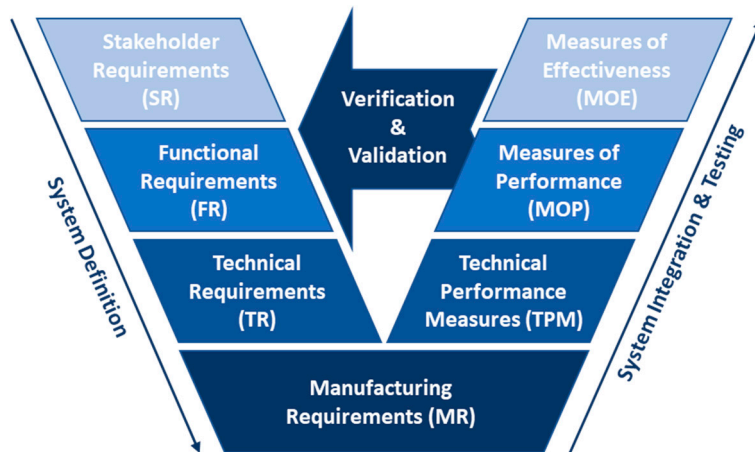 Stakeholder
Requirements
(SR)
Measures of
Effectiveness
(MOE)
Verification
&
Validation
Functional
Requirements
(FR)
Measures of
Performance
(MOP)
System Definition
System Integration & Testing
Technical
Requirements
(TR)
Technical
Performance
Measures (TPM)
Manufacturing
Requirements (MR)